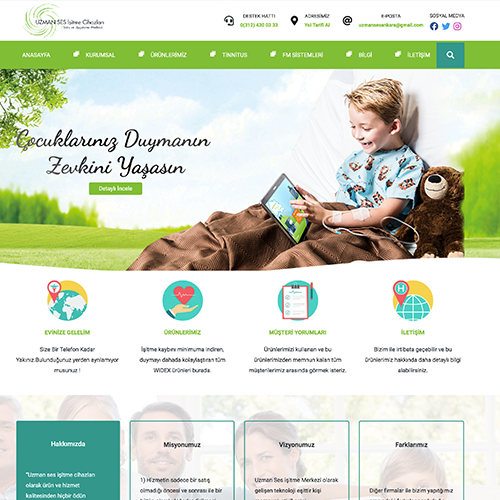 UZMAN SES İşitme Cihazları
DESTEK HATTI
0(312) 430 03 33
ADRESİMİZ
Yol Tarifi Al
E-POSTA
uzmansesankara@gmail.com
SOSYAL MEDYA
ANASAYFA
KURUMSAL
ÜRÜNLERİMİZ
TINNITUS
FM SİSTEMLERİ
BİLGİ
İLETİŞİM
Çocuklarınız Duymanın
Zevkini Yaşasın
Detaylı İncele
EVİNİZE GELELİM
Size Bir Telefon Kadar
Yakınız.Bulunduğunuz yerden ayrılamıyor
musunuz !
ÜRÜNLERİMİZ
İşitme kaybını minimuma indiren,
duymayı dahada kolaylaştıran tüm
WIDEX ürünleri burada.
MÜŞTERİ YORUMLARI
Ürünlerimizi kullanan ve bu
ürünlerimizden memnun kalan tüm
müşterilerimiz arasında görmek isteriz.
İLETİŞİM
Bizim ile irtibata geçebilir ve bu
ürünlerimiz hakkında daha detaylı bilgi
alabilirsiniz.
Hakkımızda
"Uzman ses işitme cihazları
olarak ürün ve hizmet
kalitesinden hiçbir ödün
Misyonumuz
1) Hizmetin sadece bir satış
olmadığı öncesi ve sonrası ile bir
Vizyonumuz
Uzman Ses İşitme Merkezi olarak
gelişen teknoloji eşittir kişi
Farklarımız
Diğer firmalar ile bizim yaptığımız